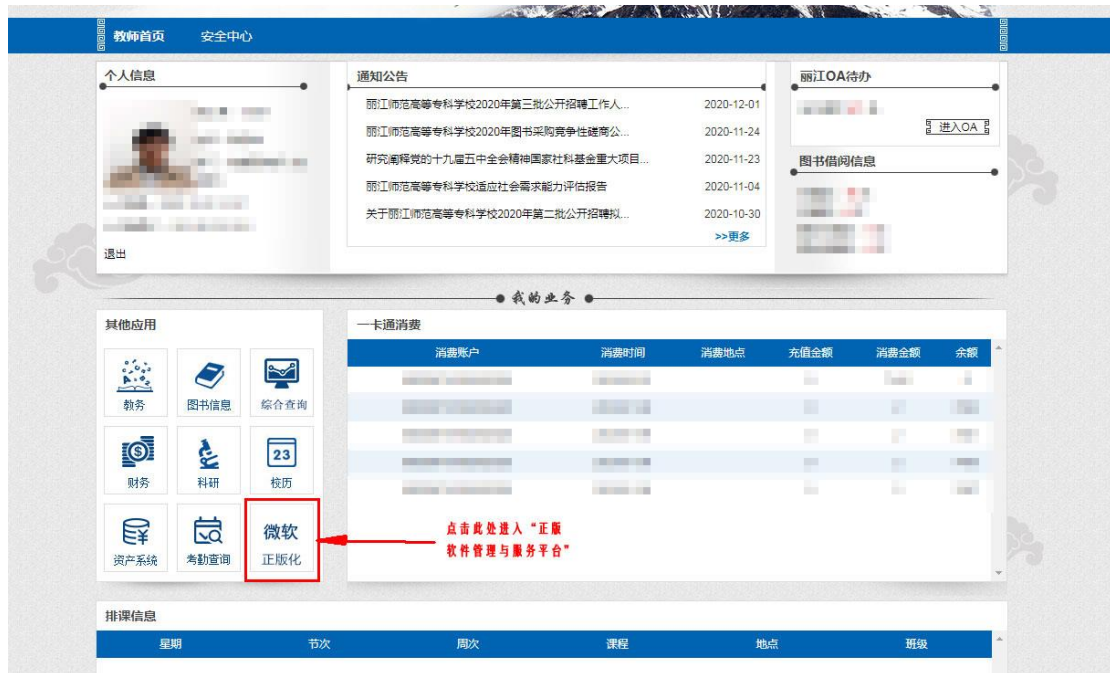 教师首页 安全中心
个人信息
退出
通知公告
丽江师范高等专科学校2020年第三批公开招聘工作人... 2020-12-01
丽江师范高等专科学校2020年图书采购竞争性磋商公... 2020-11-24
研究阐释党的十九届五中全会精神国家社科基金重大项目... 2020-11-23
丽江师范高等专科学校适应社会需求能力评估报告 2020-11-04
关于丽江师范高等专科学校2020年第二批公开招聘拟... 2020-10-30
>>更多
丽江OA待办
进入OA
图书借阅信息
我的业务
其他应用
教务 图书信息 综合查询
23
财务 科研 校历
微软
资产系统 考勤查询 正版化
一卡通消费
消费账户 消费时间 消费地点 充值金额 消费金额 余额
点击此处进入“正版
软件管理与服务平台”
排课信息
星期 节次 周次 课程 地点 班级